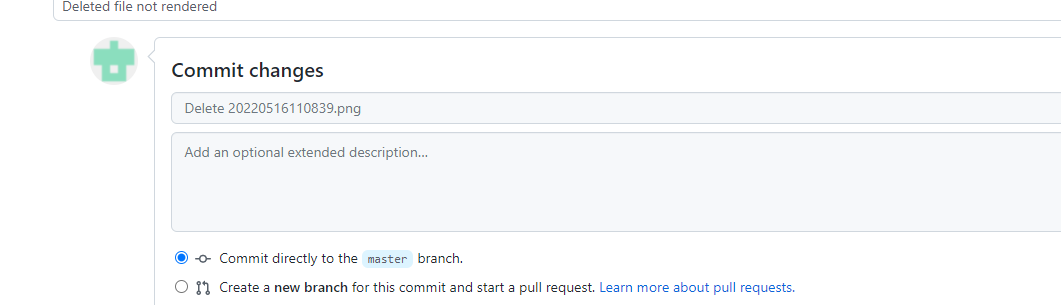 Deleted file not rendered
Commit changes
Delete 20220516110839.png
Add an optional extended description...
Commit directly to the master branch.
Create a new branch for this commit and start a pull request. Learn more about pull requests.